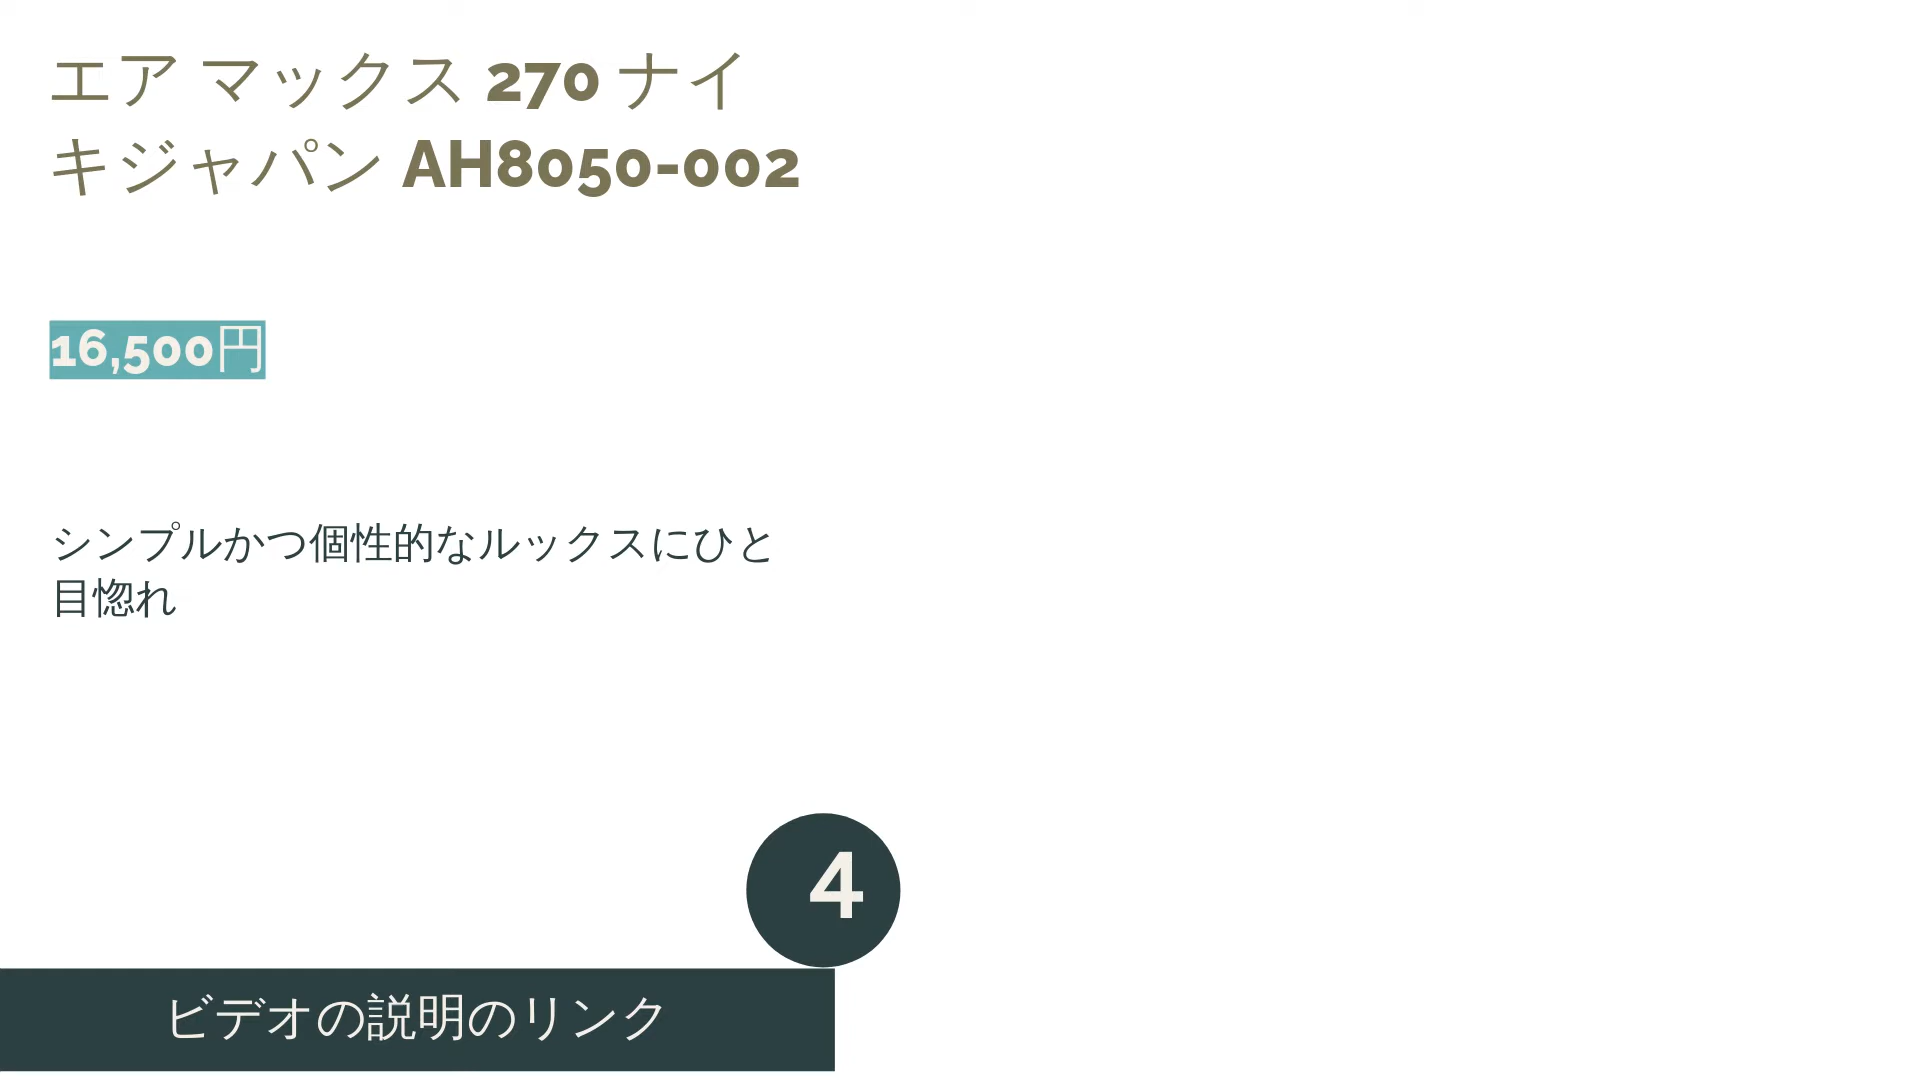 エア マックス 270 ナイ
キジャパン AH8050-002
16,500円
シンプルかつ個性的なルックスにひと
目惚れ
4
ビデオの説明のリンク